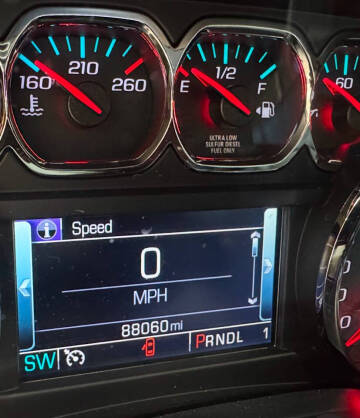 160 210 260
E 1/2 F
ULTRA LOW
SULFUR DIESEL
FUEL ONLY
60
Speed
0
MPH
88060 mi
SW PRNDL 1